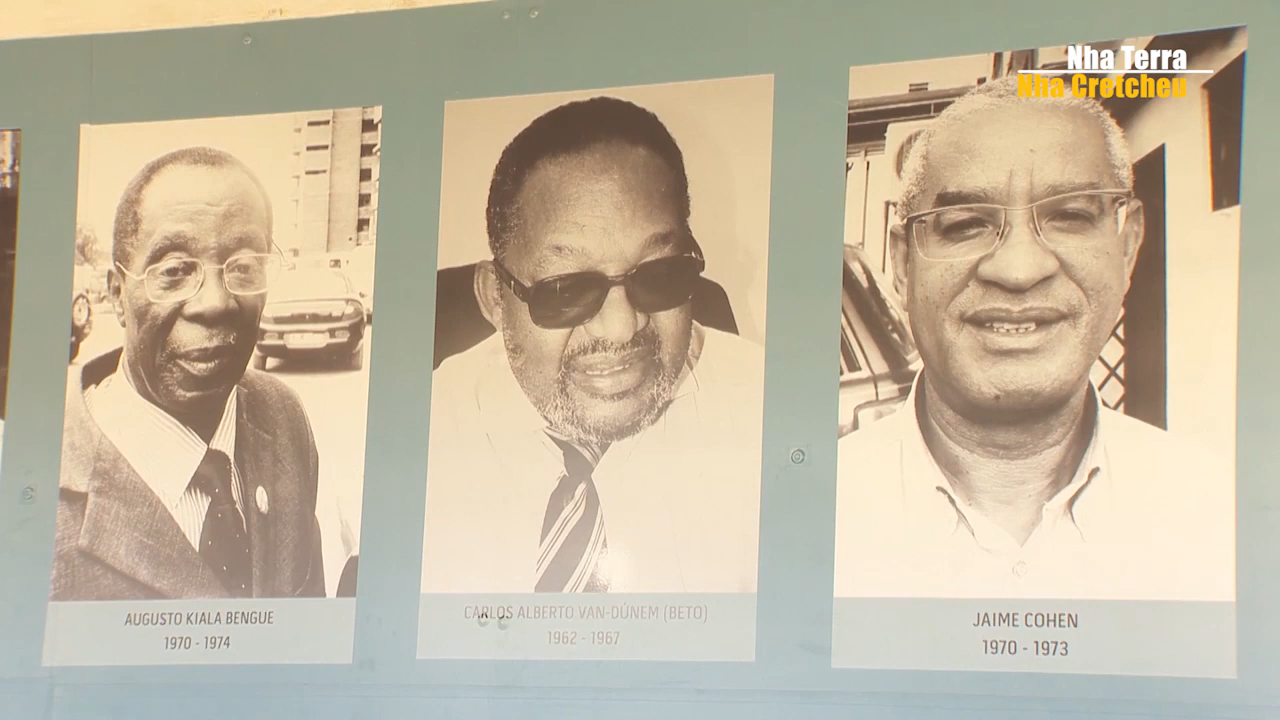 Nha Terra
Nha Cretcheu
AUGUSTO KIALA BENGUE
1970 - 1974
CARLOS ALBERTO VAN-DÚNEM (BETO)
1962 - 1967
JAIME COHEN
1970 - 1973